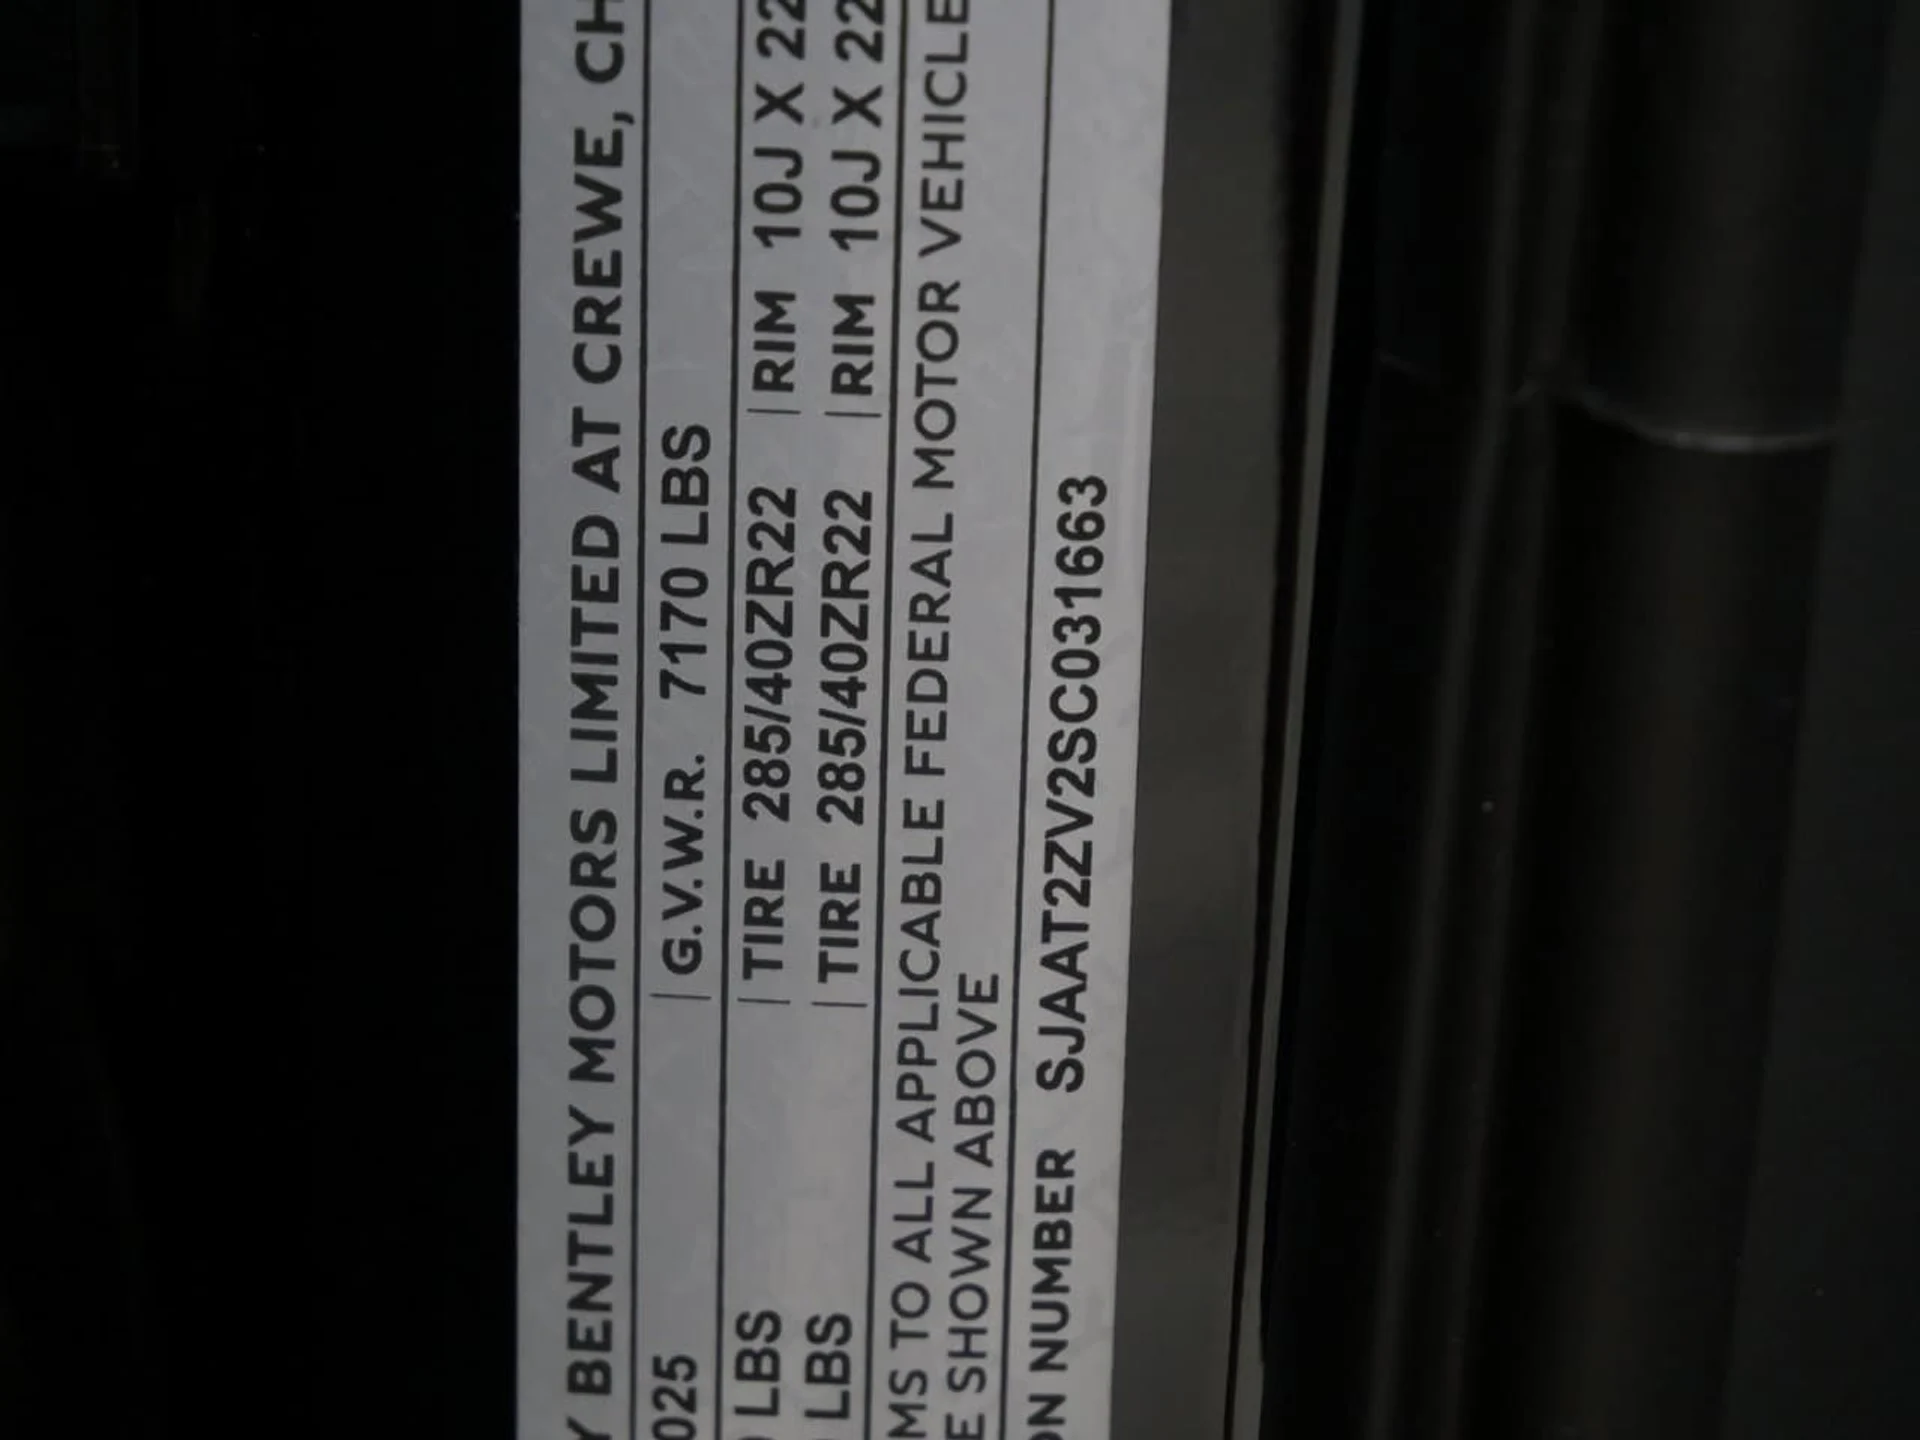 BENTLEY MOTORS LIMITED AT CREWE, CH
025 | G.V.W.R. 7170 LBS
LBS | TIRE 285/40ZR22 | RIM 10J X 22
LBS | TIRE 285/40ZR22 | RIM 10J X 22
MS TO ALL APPLICABLE FEDERAL MOTOR VEHICLE
E SHOWN ABOVE
ON NUMBER SJAAT2ZV2SC031663